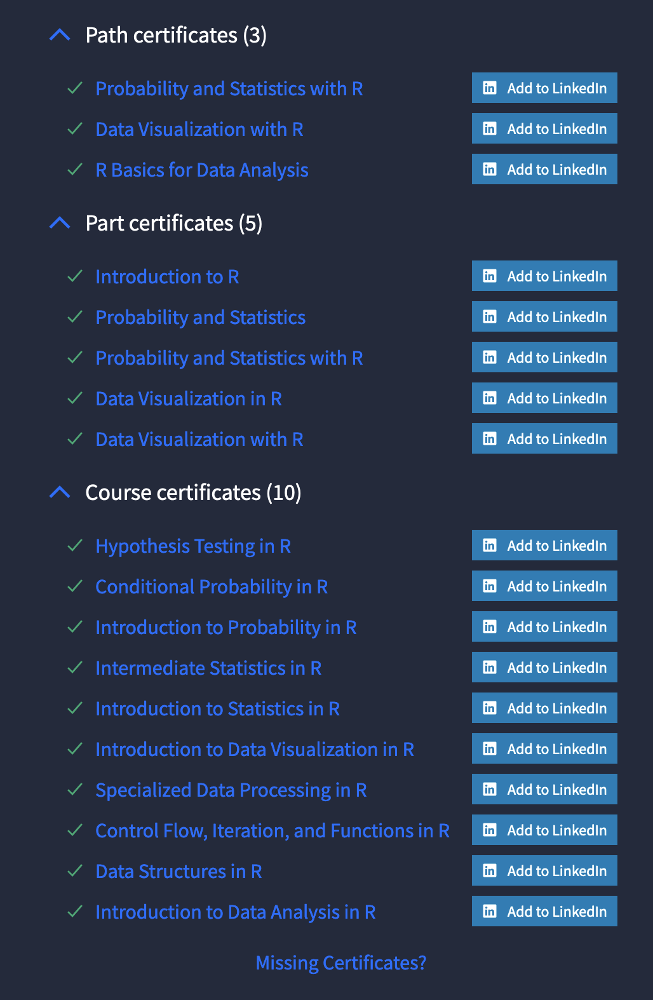 Path certificates (3)
Probability and Statistics with R
Add to LinkedIn
Data Visualization with R
Add to LinkedIn
R Basics for Data Analysis
Add to LinkedIn
Part certificates (5)
Introduction to R
Add to LinkedIn
Probability and Statistics
Add to LinkedIn
Probability and Statistics with R
Add to LinkedIn
Data Visualization in R
Add to LinkedIn
Data Visualization with R
Add to LinkedIn
Course certificates (10)
Hypothesis Testing in R
Add to LinkedIn
Conditional Probability in R
Add to LinkedIn
Introduction to Probability in R
Add to LinkedIn
Intermediate Statistics in R
Add to LinkedIn
Introduction to Statistics in R
Add to LinkedIn
Introduction to Data Visualization in R
Add to LinkedIn
Specialized Data Processing in R
Add to LinkedIn
Control Flow, Iteration, and Functions in R
Add to LinkedIn
Data Structures in R
Add to LinkedIn
Introduction to Data Analysis in R
Add to LinkedIn
Missing Certificates?